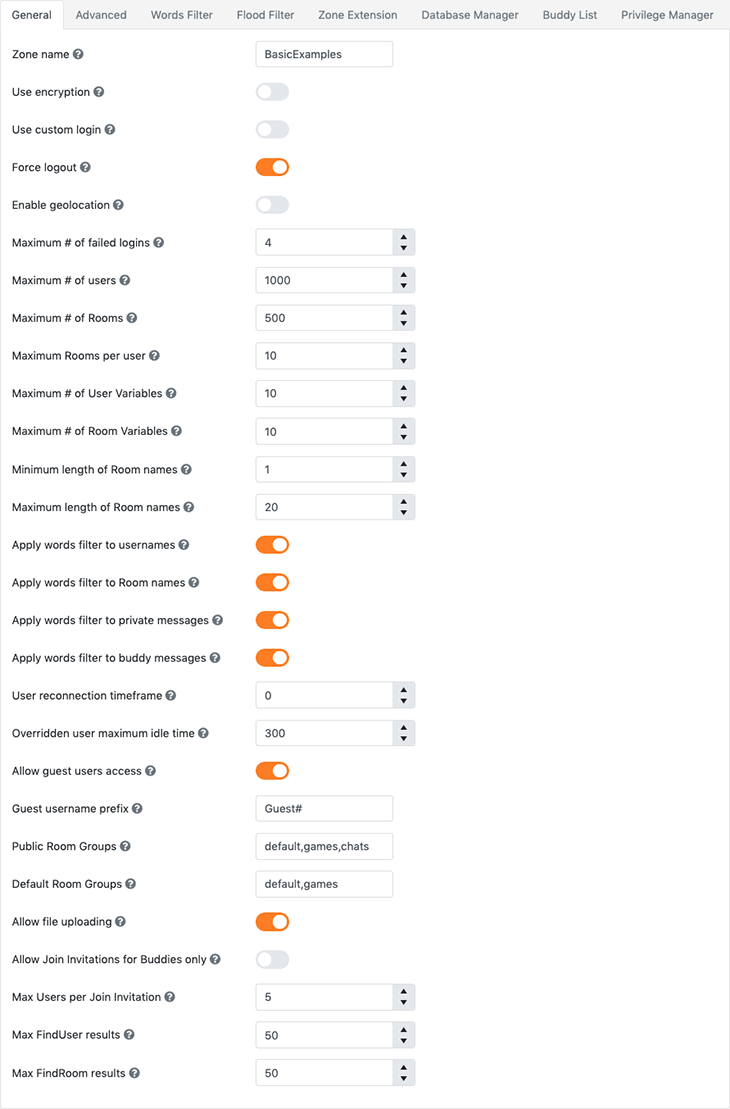 General Advanced Words Filter Flood Filter Zone Extension Database Manager Buddy List Privilege Manager
Zone name ? BasicExamples
Use encryption ?
Use custom login ?
Force logout ?
Enable geolocation ?
Maximum # of failed logins ? 4
Maximum # of users ? 1000
Maximum # of Rooms ? 500
Maximum Rooms per user ? 10
Maximum # of User Variables ? 10
Maximum # of Room Variables ? 10
Minimum length of Room names ? 1
Maximum length of Room names ? 20
Apply words filter to usernames ?
Apply words filter to Room names ?
Apply words filter to private messages ?
Apply words filter to buddy messages ?
User reconnection timeframe ? 0
Overridden user maximum idle time ? 300
Allow guest users access ?
Guest username prefix ? Guest#
Public Room Groups ? default,games,chats
Default Room Groups ? default,games
Allow file uploading ?
Allow Join Invitations for Buddies only ?
Max Users per Join Invitation ? 5
Max FindUser results ? 50
Max FindRoom results ? 50